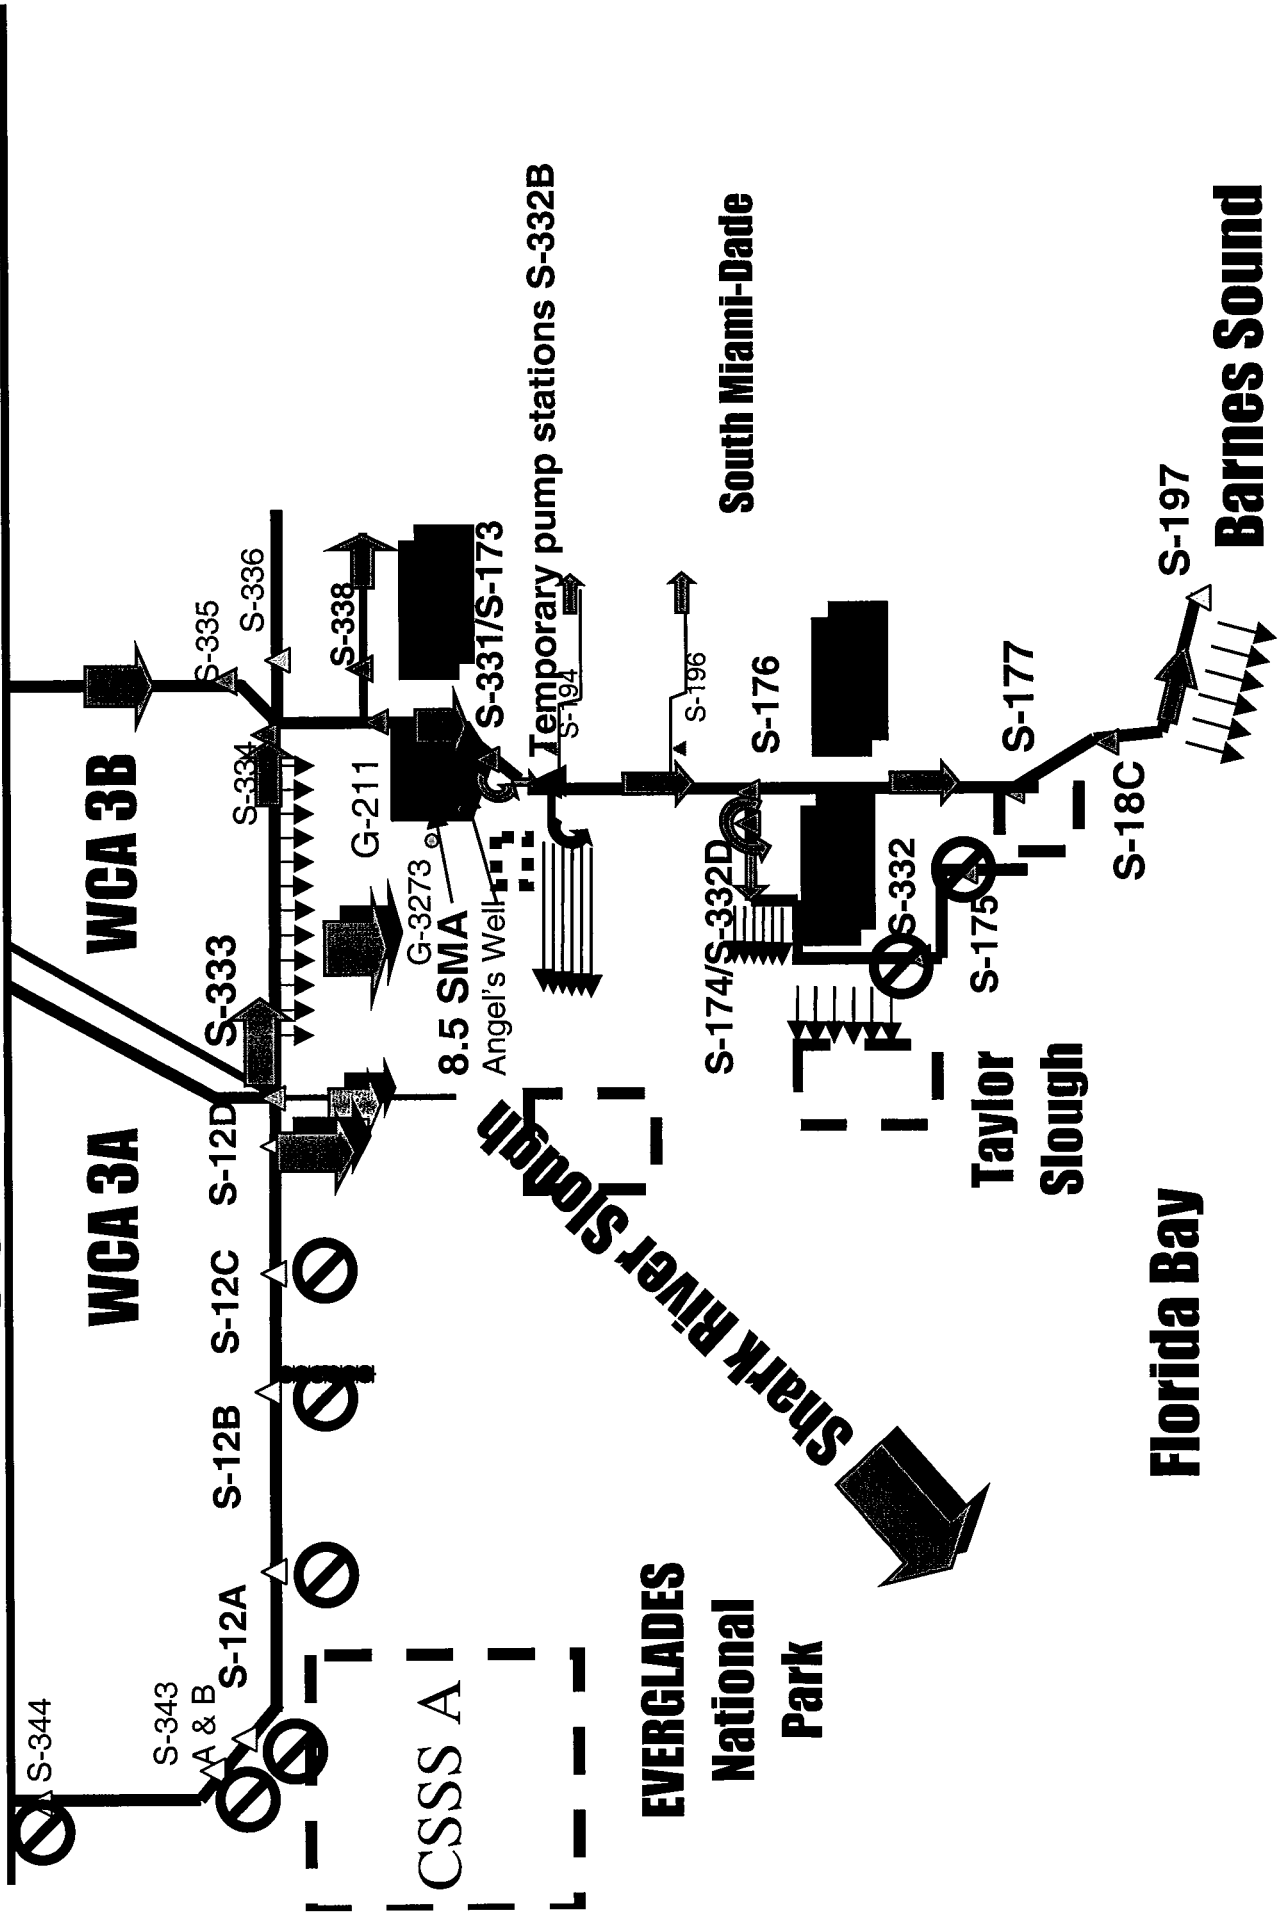 WCA 3A
WCA 3B
S-344
S-343
A & B
S-12A
S-12B
S-12C
S-12D
S-333
S-334
S-335
S-336
S-338
G-211
G-3273
8.5 SMA
Angel's Well
S-331/S-173
Temporary pump stations S-332B
S-194
S-196
S-176
South Miami-Dade
S-174/S-332D
S-332
S-175
S-177
S-18C
S-197
Barnes Sound
CSSS A
Shark River Slough
EVERGLADES
National
Park
Taylor
Slough
Florida Bay